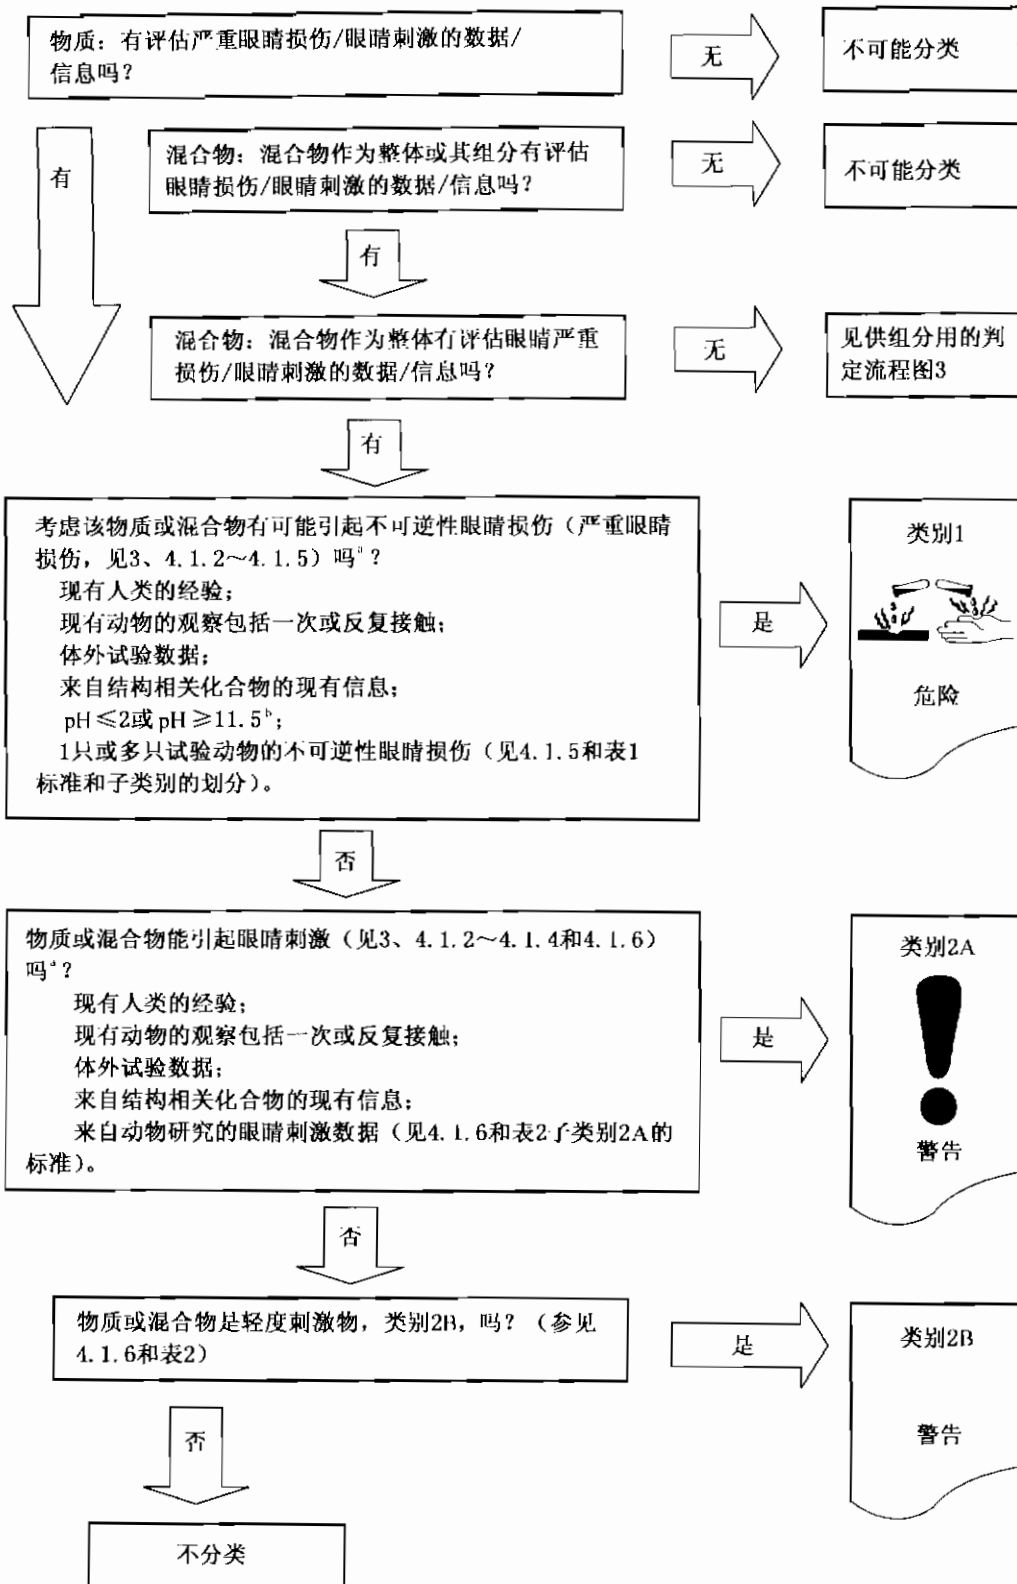 物质：有评估严重眼睛损伤/眼睛刺激的数据/
信息吗？
无
不可能分类
有
混合物：混合物作为整体或其组分有评估
眼睛损伤/眼睛刺激的数据/信息吗？
无
不可能分类
有
混合物：混合物作为整体有评估眼睛严重
损伤/眼睛刺激的数据/信息吗？
无
见供组分用的判
定流程图3
有
考虑该物质或混合物有可能引起不可逆性眼睛损伤（严重眼睛
损伤，见3、4.1.2～4.1.5）吗ᵃ？
现有人类的经验；
现有动物的观察包括一次或反复接触；
体外试验数据；
来自结构相关化合物的现有信息；
pH≤2或pH≥11.5ᵇ；
1只或多只试验动物的不可逆性眼睛损伤（见4.1.5和表1
标准和子类别的划分）。
是
类别1
危险
否
物质或混合物能引起眼睛刺激（见3、4.1.2～4.1.4和4.1.6）
吗ᵃ？
现有人类的经验；
现有动物的观察包括一次或反复接触；
体外试验数据；
来自结构相关化合物的现有信息；
来自动物研究的眼睛刺激数据（见4.1.6和表2子类别2A的
标准）。
是
类别2A
警告
否
物质或混合物是轻度刺激物，类别2B，吗？（参见
4.1.6和表2）
是
类别2B
警告
否
不分类